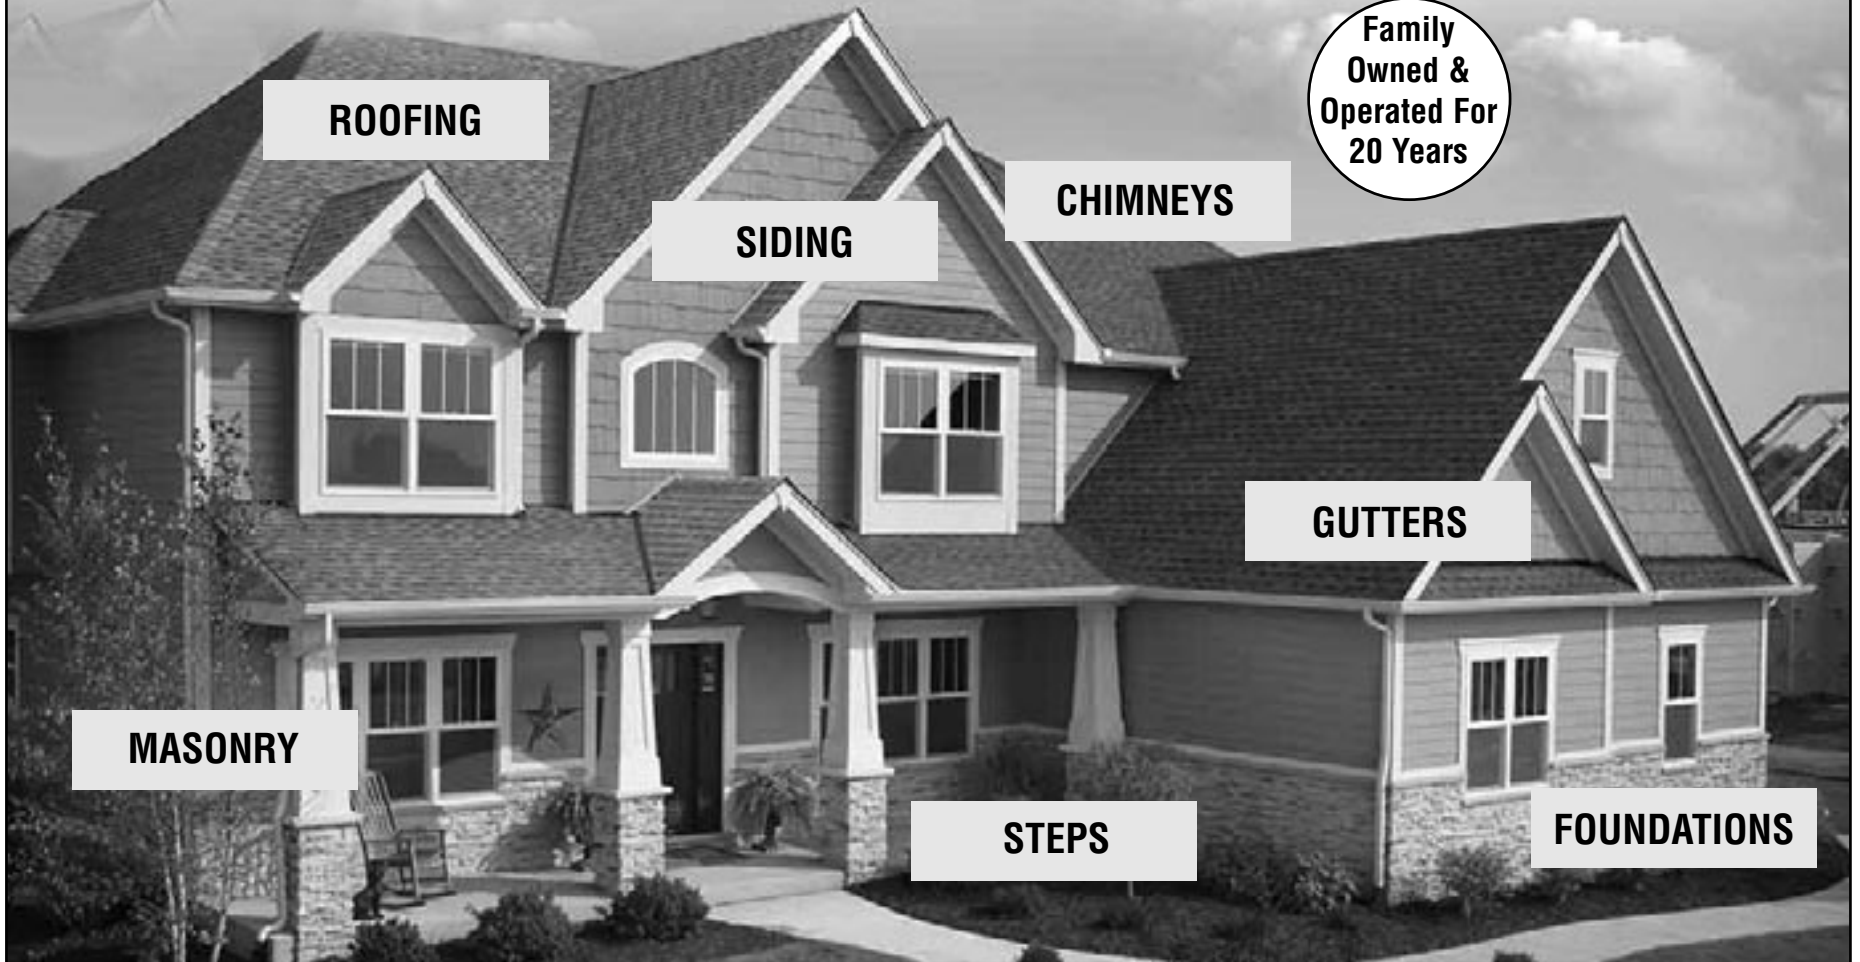 Family
Owned &
Operated For
20 Years
ROOFING
CHIMNEYS
SIDING
GUTTERS
MASONRY
STEPS
FOUNDATIONS